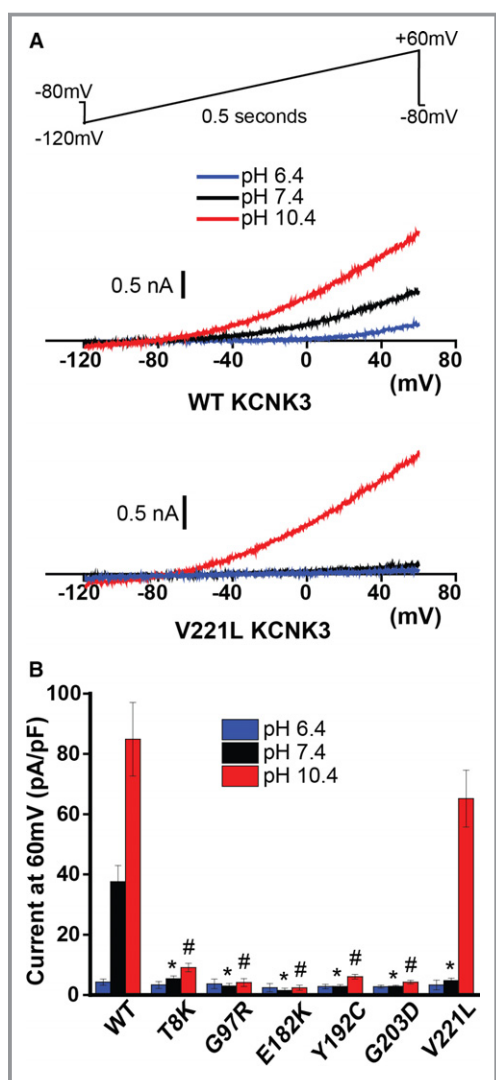 A
+60mV
-80mV
-120mV
0.5 seconds
-80mV
pH 6.4
pH 7.4
pH 10.4
0.5 nA
-120 -80 -40 0 40 80
(mV)
WT KCNK3
0.5 nA
-120 -80 -40 0 40 80
(mV)
V221L KCNK3
B
Current at 60mV (pA/pF)
100
80
60
40
20
0
pH 6.4
pH 7.4
pH 10.4
* # * # * # * # * # *
WT T8K G97R E182K Y192C G203D V221L